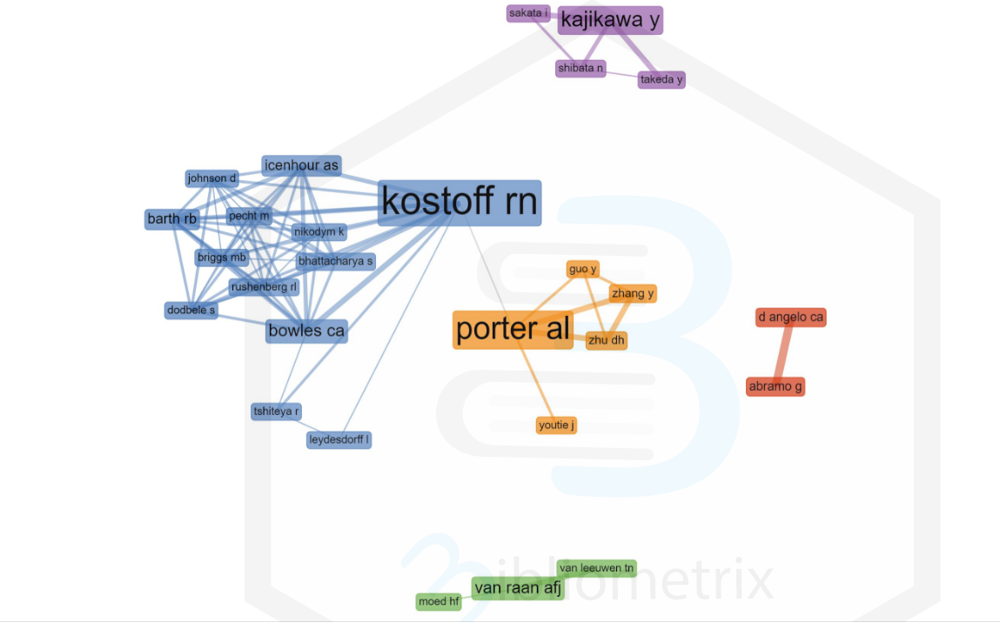 sakata i
kajikawa y
shibata n
takeda y
icenhour as
johnson d
kostoff rn
barth rb
pecht m
nikodym k
briggs mb
bhattacharya s
guo y
rushenberg rl
zhang y
dodbele s
d angelo ca
bowles ca
porter al
zhu dh
abramo g
tshiteya r
youtie j
leydesdorff l
van leeuwen tn
bibliometrix
van raan afj
moed hf